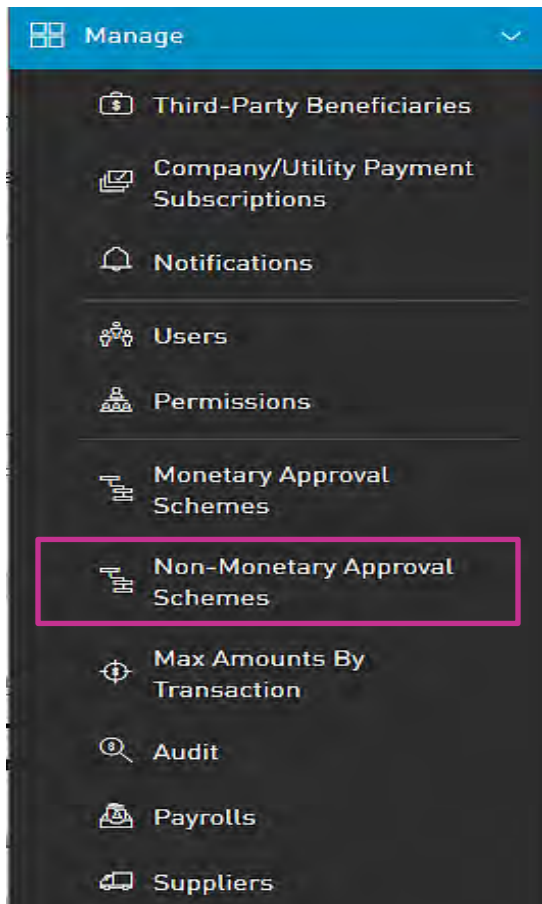 Manage
Third-Party Beneficiaries
Company/Utility Payment
Subscriptions
Notifications
Users
Permissions
Monetary Approval
Schemes
Non-Monetary Approval
Schemes
Max Amounts By
Transaction
Audit
Payrolls
Suppliers